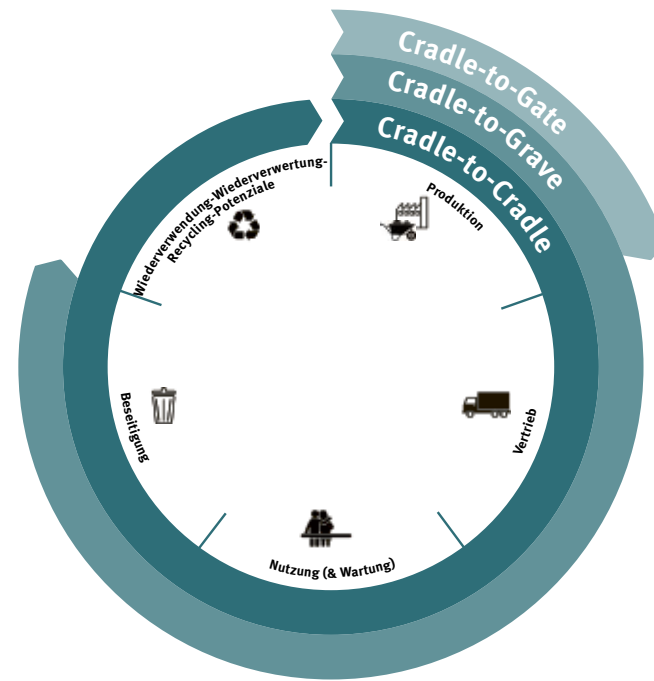 Cradle-to-Gate
Cradle-to-Grave
Cradle-to-Cradle
Produktion
Vertrieb
Nutzung (& Wartung)
Beseitigung
Wiederverwendung-Wiederverwertung-
Recycling-Potenziale